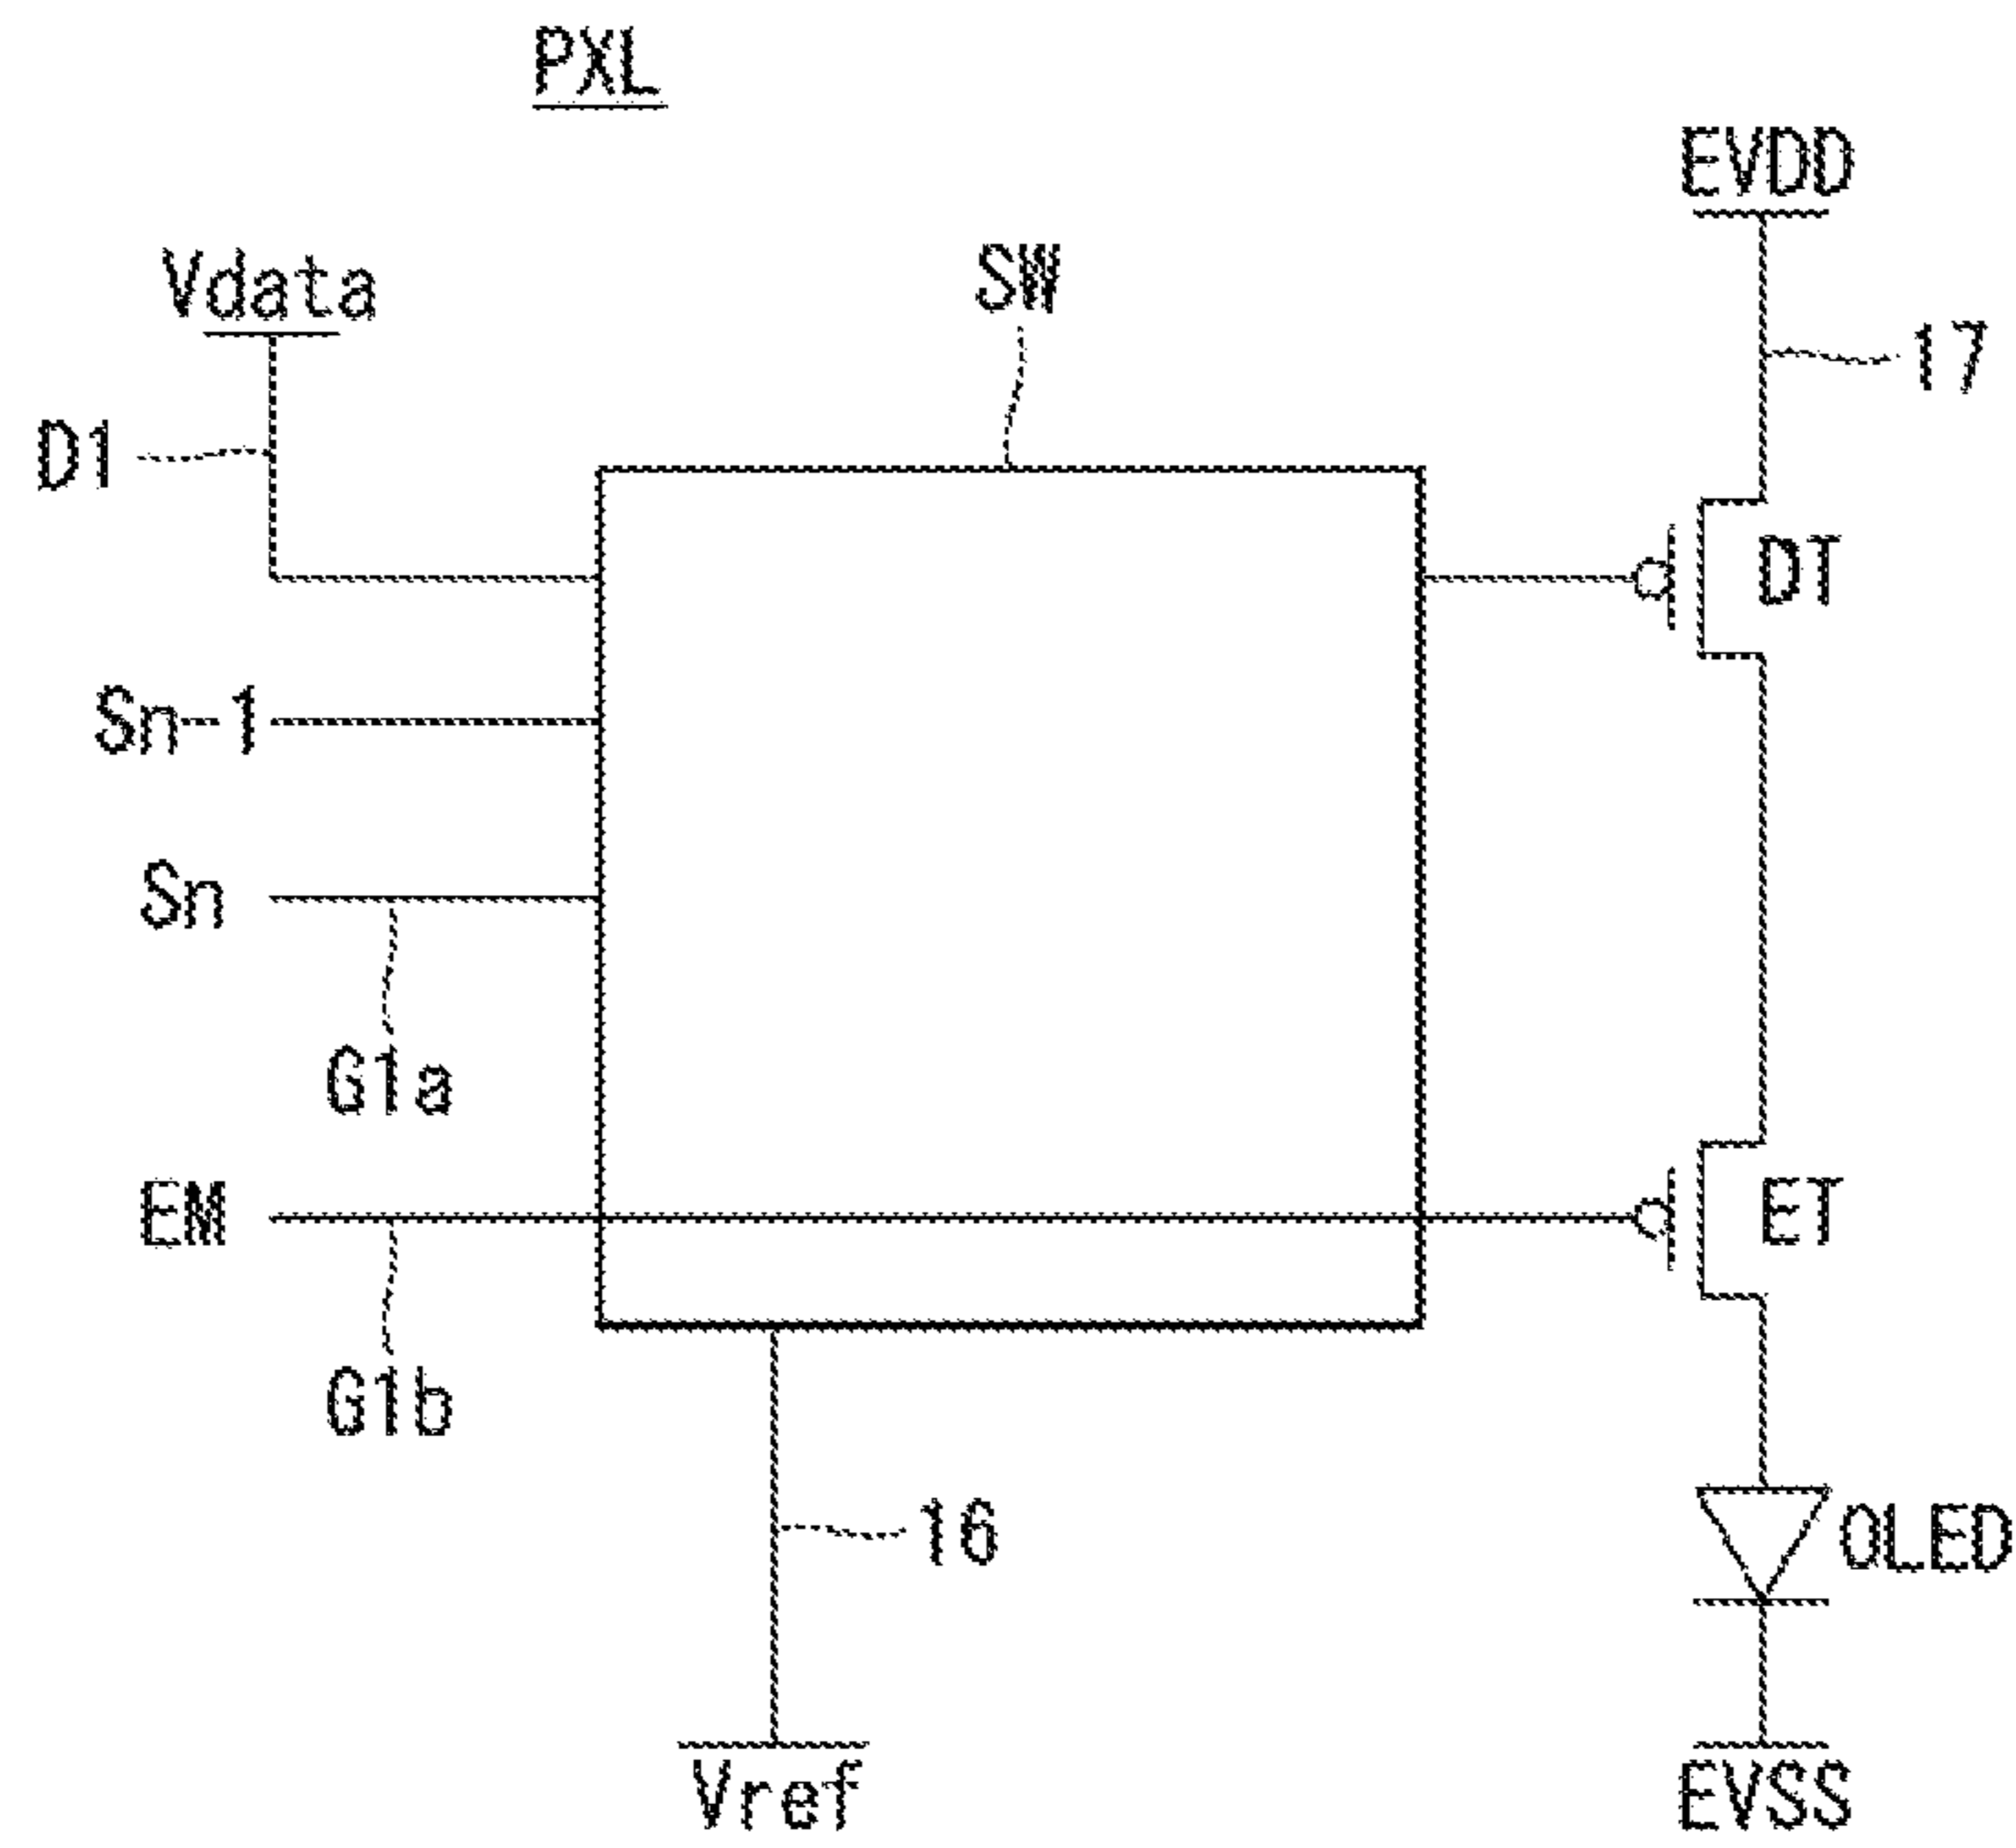 PXL
EVDD
Vdata
SW
17
D1
DT
Sn-1
Sn
G1a
EM
ET
G1b
16
OLED
Vref
EVSS